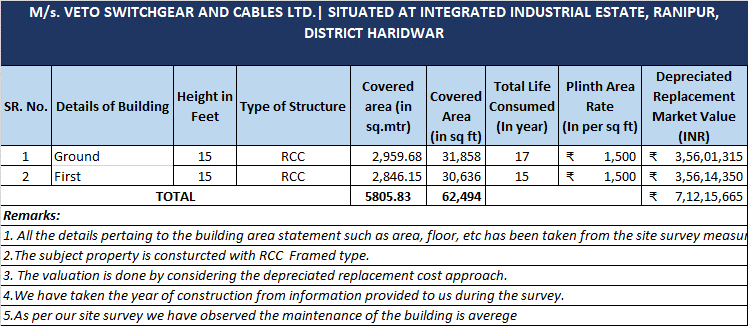 M/s. VETO SWITCHGEAR AND CABLES LTD.| SITUATED AT INTEGRATED INDUSTRIAL ESTATE, RANIPUR,
DISTRICT HARIDWAR
SR. No. Details of Building Height in Feet Type of Structure Covered area (in sq.mtr) Covered Area (in sq ft) Total Life Consumed (In year) Plinth Area Rate (In per sq ft) Depreciated Replacement Market Value (INR)
1 Ground 15 RCC 2,959.68 31,858 17 ₹ 1,500 ₹ 3,56,01,315
2 First 15 RCC 2,846.15 30,636 15 ₹ 1,500 ₹ 3,56,14,350
TOTAL 5805.83 62,494 ₹ 7,12,15,665
Remarks:
1. All the details pertaing to the building area statement such as area, floor, etc has been taken from the site survey measu
2.The subject property is consturcted with RCC Framed type.
3. The valuation is done by considering the depreciated replacement cost approach.
4.We have taken the year of construction from information provided to us during the survey.
5.As per our site survey we have observed the maintenance of the building is averege